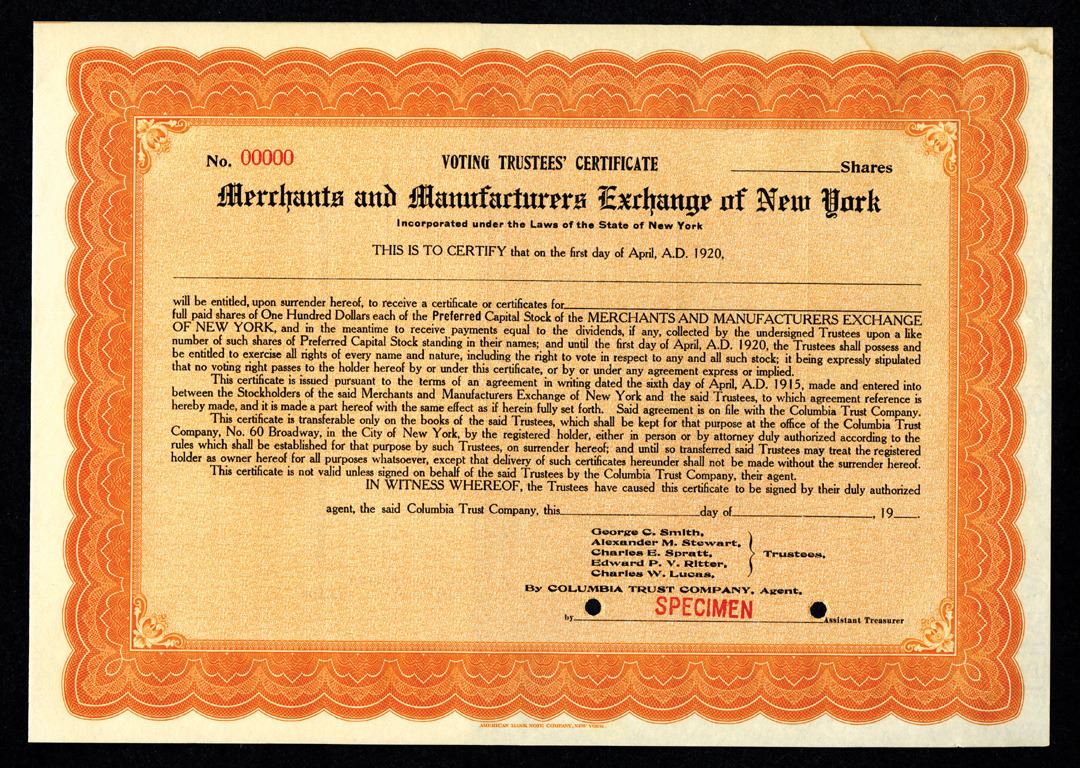 No. 00000
VOTING TRUSTEES' CERTIFICATE
Shares
Merchants and Manufacturers Exchange of New York
Incorporated under the Laws of the State of New York
THIS IS TO CERTIFY that on the first day of April, A.D. 1920,
will be entitled, upon surrender hereof, to receive a certificate or certificates for
full paid shares of One Hundred Dollars each of the Preferred Capital Stock of the MERCHANTS AND MANUFACTURERS EXCHANGE
OF NEW YORK, and in the meantime to receive payments equal to the dividends, if any, collected by the undersigned Trustees upon a like
number of such shares of Preferred Capital Stock standing in their names; and until the first day of April, A.D. 1920, the Trustees shall possess and
be entitled to exercise all rights of every name and nature, including the right to vote in respect to any and all such stock; it being expressly stipulated
that no voting right passes to the holder hereof by or under this certificate, or by or under any agreement express or implied.
This certificate is issued pursuant to the terms of an agreement in writing dated the sixth day of April, A.D. 1915, made and entered into
between the Stockholders of the said Merchants and Manufacturers Exchange of New York and the said Trustees, to which agreement reference is
hereby made, and it is made a part hereof with the same effect as if herein fully set forth. Said agreement is on file with the Columbia Trust Company.
This certificate is transferable only on the books of the said Trustees, which shall be kept for that purpose at the office of the Columbia Trust
Company, No. 60 Broadway, in the City of New York, by the registered holder, either in person or by attorney duly authorized according to the
rules which shall be established for that purpose by such Trustees, on surrender hereof; and until so transferred said Trustees may treat the registered
holder as owner hereof for all purposes whatsoever, except that delivery of such certificates hereunder shall not be made without the surrender hereof.
This certificate is not valid unless signed on behalf of the said Trustees by the Columbia Trust Company, their agent.
IN WITNESS WHEREOF, the Trustees have caused this certificate to be signed by their duly authorized
agent, the said Columbia Trust Company, this day of , 19
George C. Smith,
Alexander M. Stewart,
Charles E. Spratt,
Edward P. V. Ritter,
Charles W. Lucas,
Trustees,
By COLUMBIA TRUST COMPANY, Agent,
SPECIMEN
by Assistant Treasurer
AMERICAN BANK NOTE COMPANY, NEW YORK.